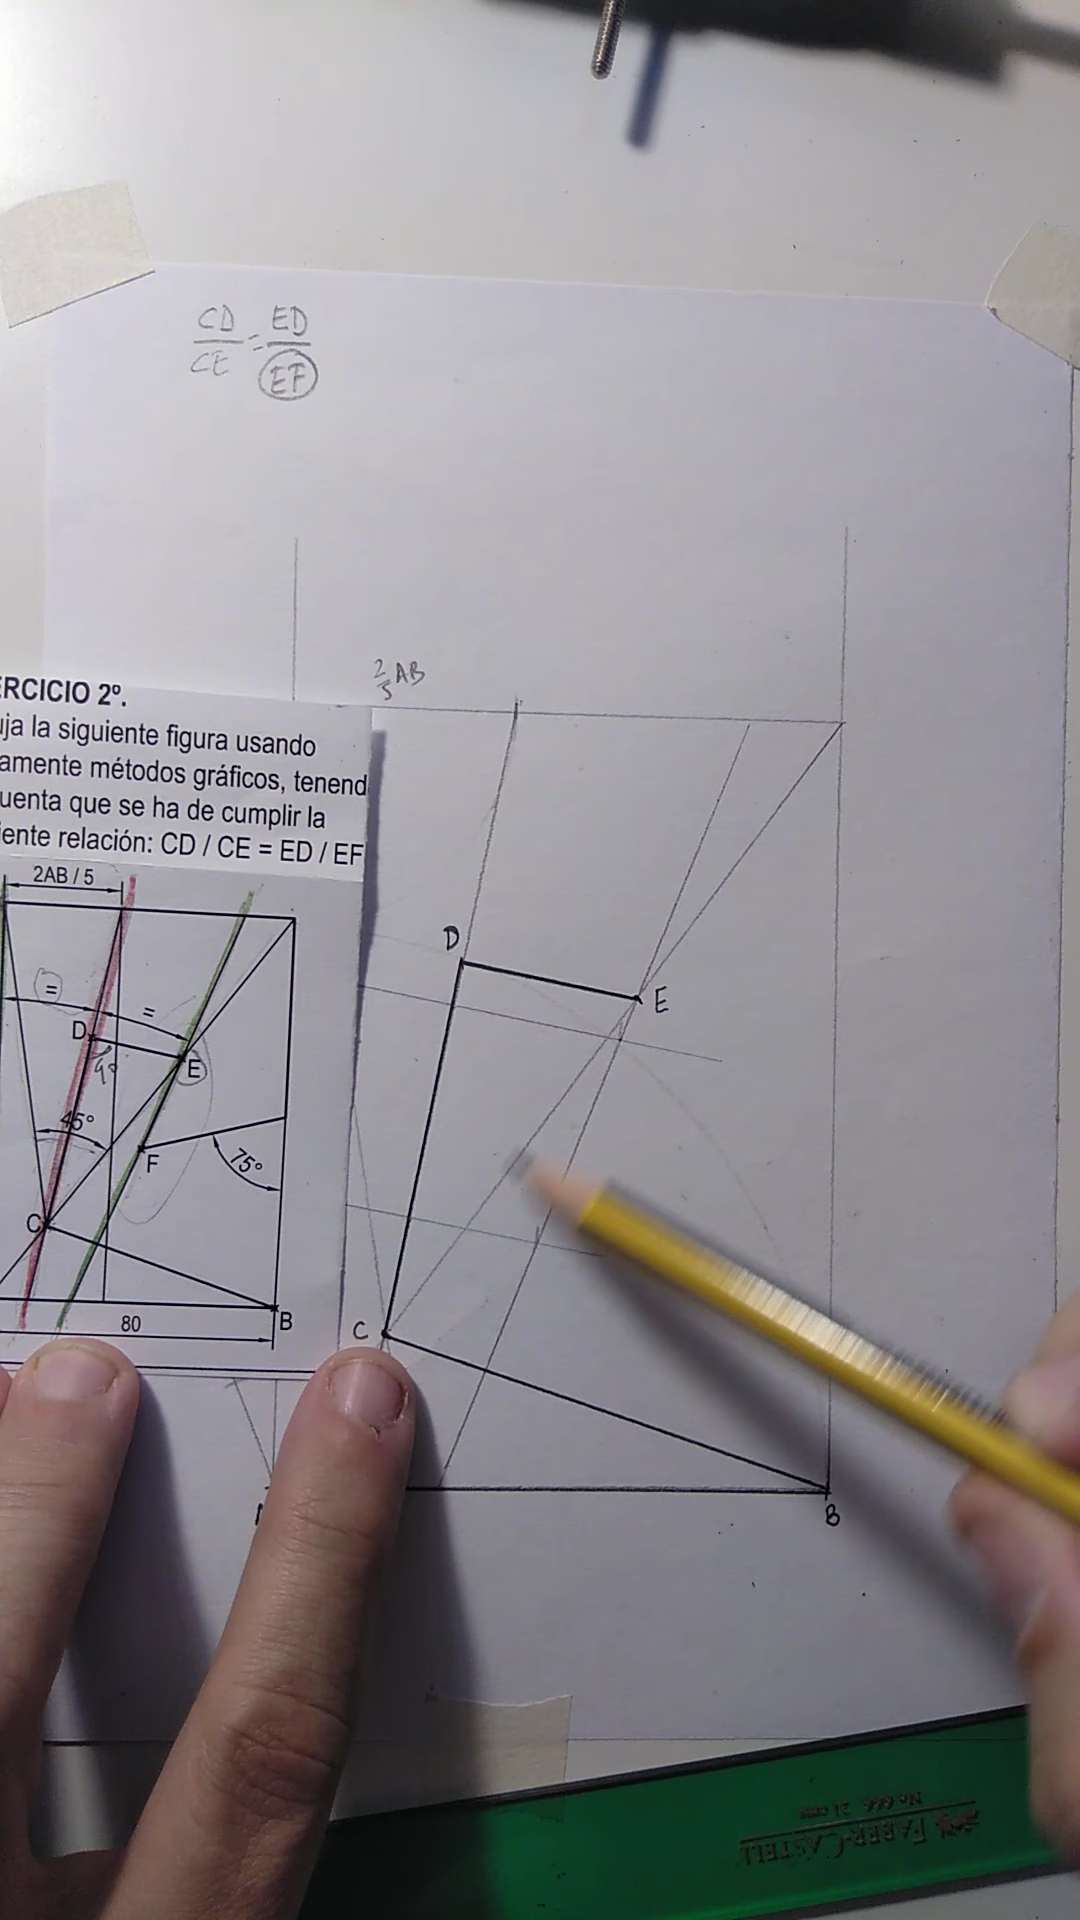 CD
ED
=
CE
EF
2/5 AB
ERCICIO 2º.
uja la siguiente figura usando
amente métodos gráficos, tenend
uenta que se ha de cumplir la
iente relación: CD / CE = ED / EF
2AB / 5
=
=
D
E
45°
F
75°
C
B
80
D
E
C
B
FABER-CASTELL